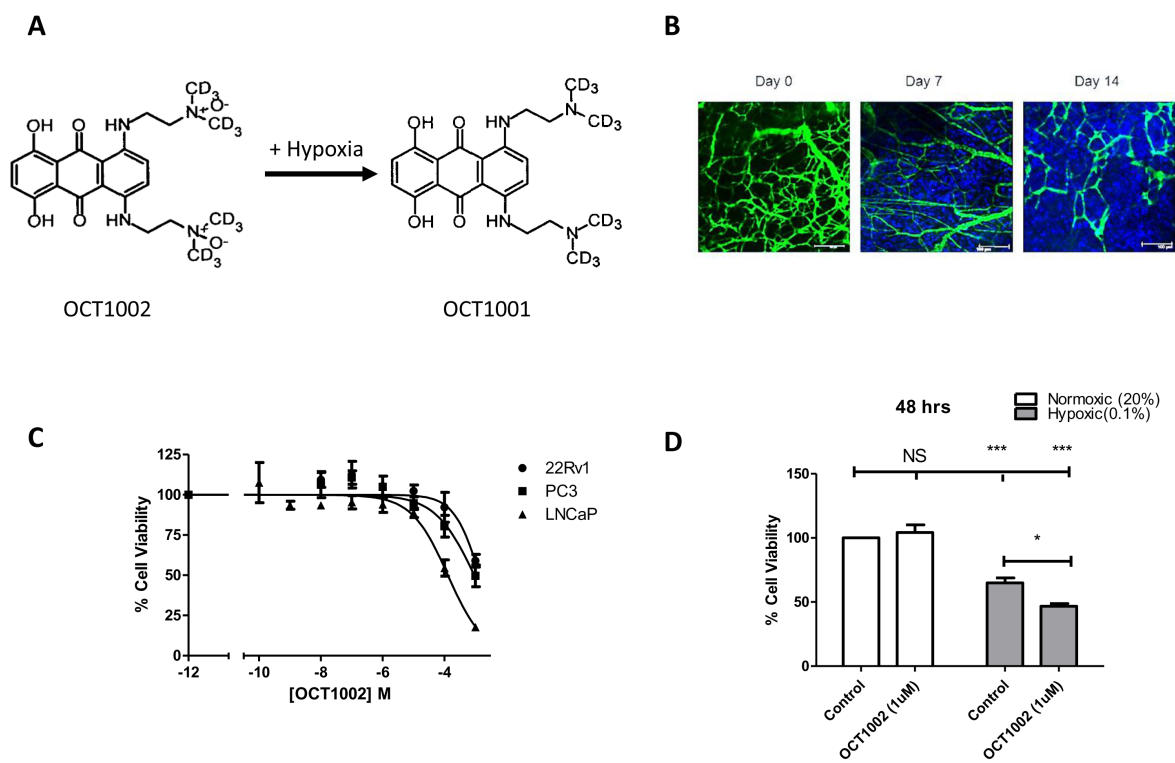 A
CD3
N+ O-
CD3
OH O HN
+ Hypoxia
OH O HN
CD3
N+ O-
CD3
OCT1002
CD3
N
CD3
OH O HN
OH O HN
CD3
N
CD3
OCT1001
B
Day 0 Day 7 Day 14
100 µm
C
125
100
75
50
25
0
% Cell Viability
-12 -10 -8 -6 -4
[OCT1002] M
22Rv1
PC3
LNCaP
D
48 hrs
Normoxic (20%)
Hypoxic(0.1%)
NS *** ***
*
150
100
50
0
% Cell Viability
Control
OCT1002 (1uM)
Control
OCT1002 (1uM)